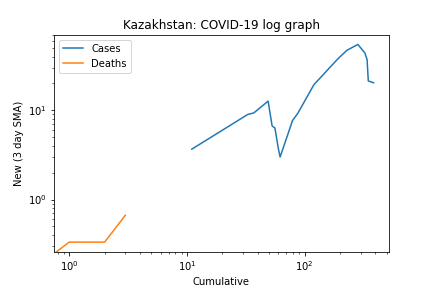 Kazakhstan: COVID-19 log graph
Cases
Deaths
New (3 day SMA)
10¹
10⁰
10⁰ 10¹ 10²
Cumulative